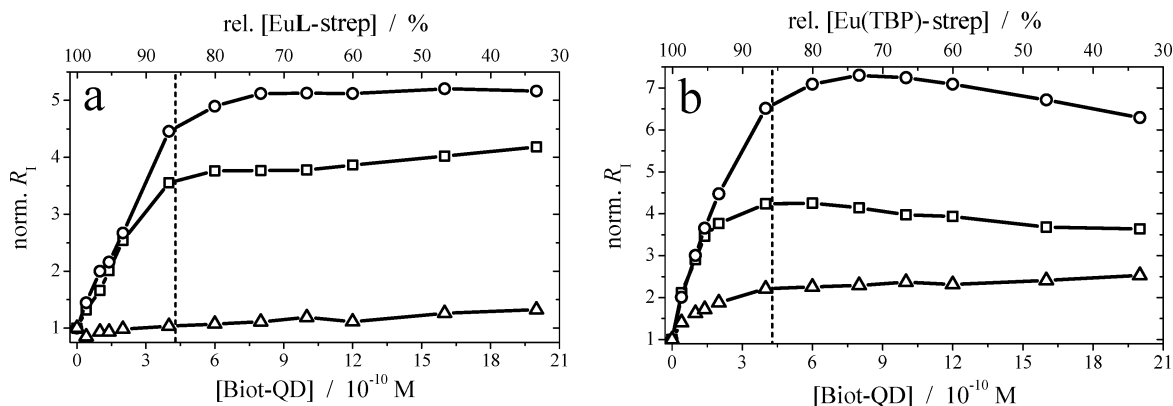 rel. [EuL-strep] / %
100 90 80 70 60 50 40 30
a
5
4
3
2
1
norm. R_I
0 3 6 9 12 15 18 21
[Biot-QD] / 10^-10 M
rel. [Eu(TBP)-strep] / %
100 90 80 70 60 50 40 30
b
7
6
5
4
3
2
1
norm. R_I
0 3 6 9 12 15 18 21
[Biot-QD] / 10^-10 M